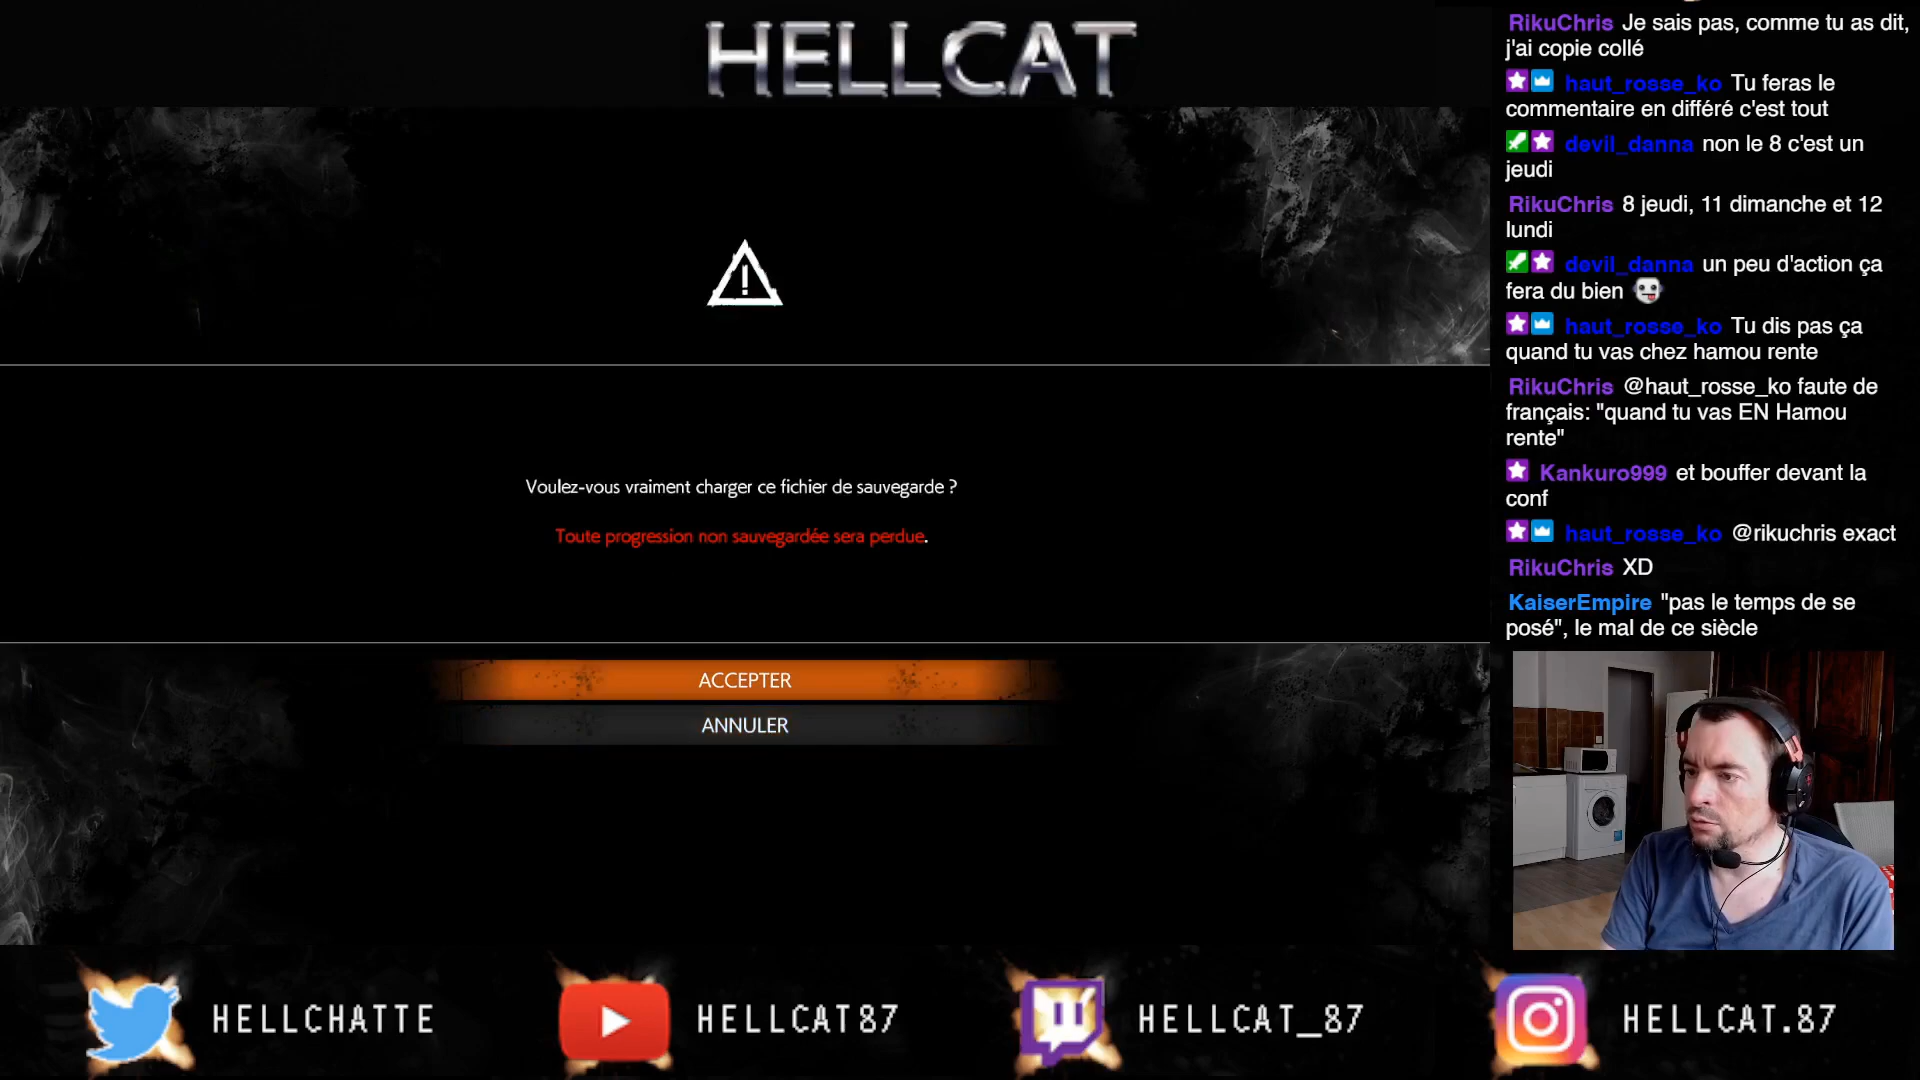 HELLCAT
Voulez-vous vraiment charger ce fichier de sauvegarde ?
Toute progression non sauvegardée sera perdue.
ACCEPTER
ANNULER
RikuChris Je sais pas, comme tu as dit,
j'ai copie collé
haut_rosse_ko Tu feras le
commentaire en différé c'est tout
devil_danna non le 8 c'est un
jeudi
RikuChris 8 jeudi, 11 dimanche et 12
lundi
devil_danna un peu d'action ça
fera du bien
haut_rosse_ko Tu dis pas ça
quand tu vas chez hamou rente
RikuChris @haut_rosse_ko faute de
français: "quand tu vas EN Hamou
rente"
Kankuro999 et bouffer devant la
conf
haut_rosse_ko @rikuchris exact
RikuChris XD
KaiserEmpire "pas le temps de se
posé", le mal de ce siècle
HELLCHATTE
HELLCAT87
HELLCAT_87
HELLCAT.87